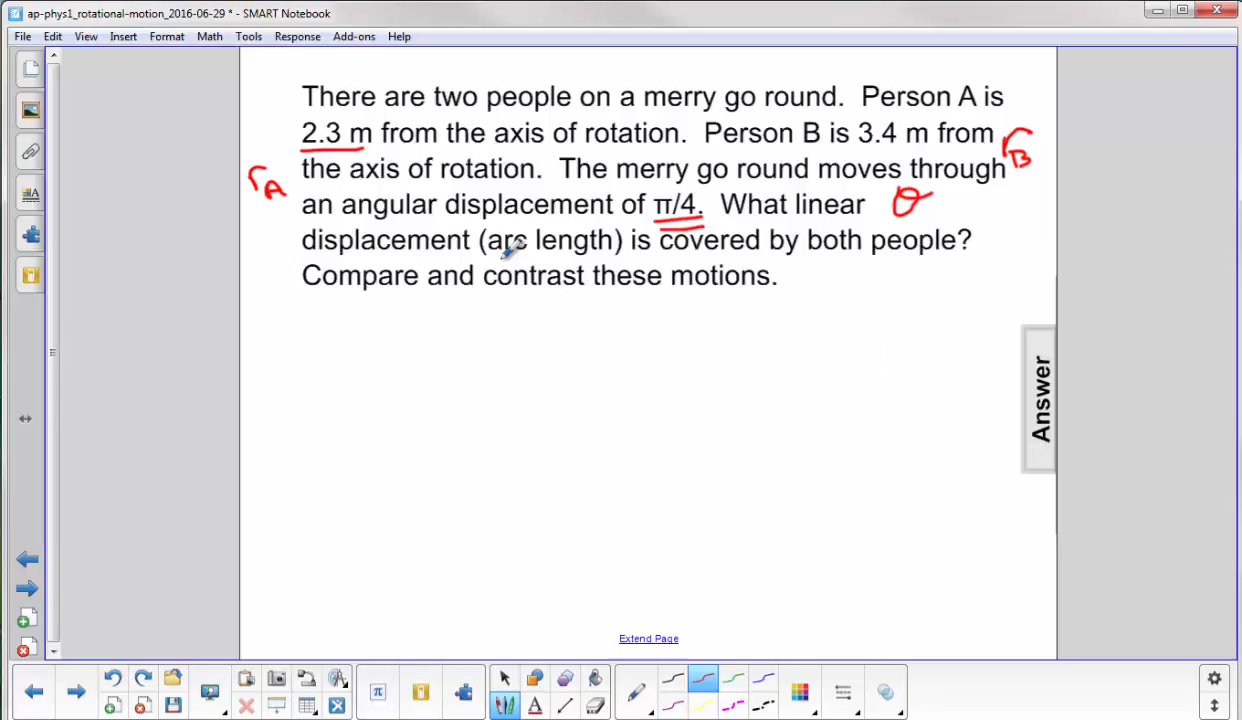 ap-phys1_rotational-motion_2016-06-29 * - SMART Notebook
File Edit View Insert Format Math Tools Response Add-ons Help
There are two people on a merry go round. Person A is
2.3 m from the axis of rotation. Person B is 3.4 m from
rB
the axis of rotation. The merry go round moves through
rA
an angular displacement of π/4. What linear θ
displacement (arc length) is covered by both people?
Compare and contrast these motions.
Answer
Extend Page